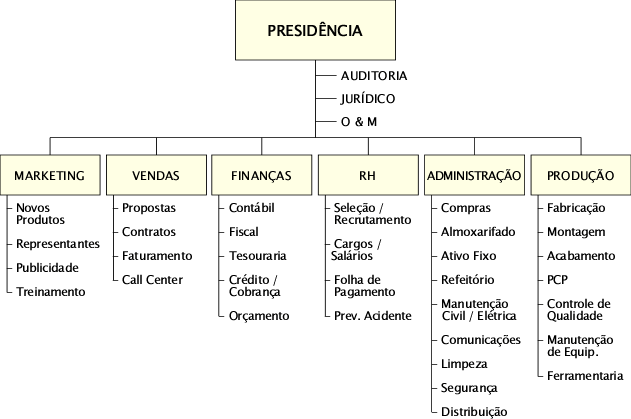 PRESIDÊNCIA
AUDITORIA
JURÍDICO
O & M
MARKETING
Novos
Produtos
Representantes
Publicidade
Treinamento
VENDAS
Propostas
Contratos
Faturamento
Call Center
FINANÇAS
Contábil
Fiscal
Tesouraria
Crédito /
Cobrança
Orçamento
RH
Seleção /
Recrutamento
Cargos /
Salários
Folha de
Pagamento
Prev. Acidente
ADMINISTRAÇÃO
Compras
Almoxarifado
Ativo Fixo
Refeitório
Manutenção
Civil / Elétrica
Comunicações
Limpeza
Segurança
Distribuição
PRODUÇÃO
Fabricação
Montagem
Acabamento
PCP
Controle de
Qualidade
Manutenção
de Equip.
Ferramentaria